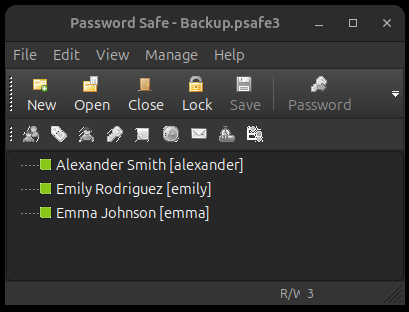 Password Safe - Backup.psafe3
File Edit View Manage Help
New Open Close Lock Save Password
Alexander Smith [alexander]
Emily Rodriguez [emily]
Emma Johnson [emma]
R/W 3